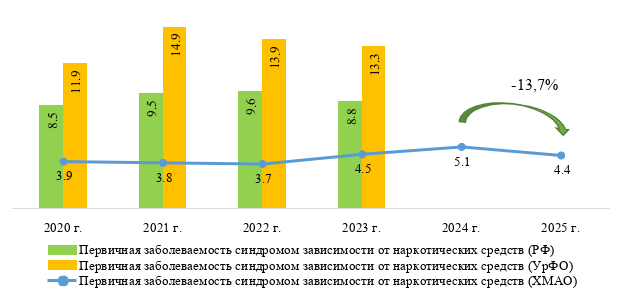 14.9
13.9
13.3
11.9
-13,7%
8.5
9.5
9.6
8.8
3.9
3.8
3.7
4.5
5.1
4.4
2020 г.
2021 г.
2022 г.
2023 г.
2024 г.
2025 г.
Первичная заболеваемость синдромом зависимости от наркотических средств (РФ)
Первичная заболеваемость синдромом зависимости от наркотических средств (УрФО)
Первичная заболеваемость синдромом зависимости от наркотических средств (ХМАО)